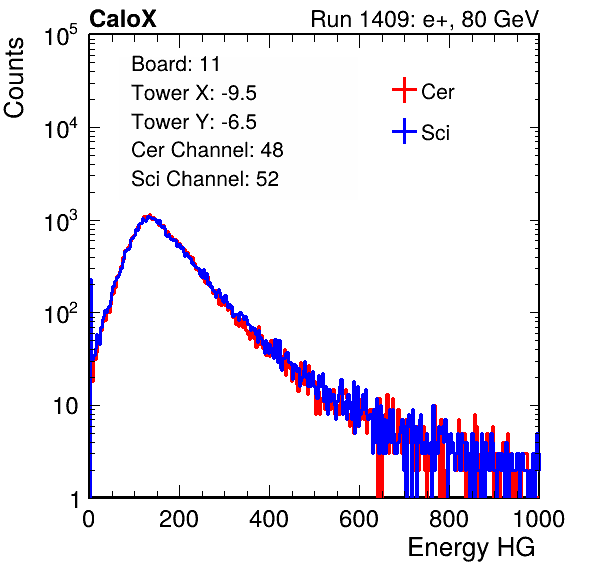 CaloX Run 1409: e+, 80 GeV
Board: 11
Tower X: -9.5
Tower Y: -6.5
Cer Channel: 48
Sci Channel: 52
Cer
Sci
Counts
10^5
10^4
10^3
10^2
10
1
0 200 400 600 800 1000
Energy HG